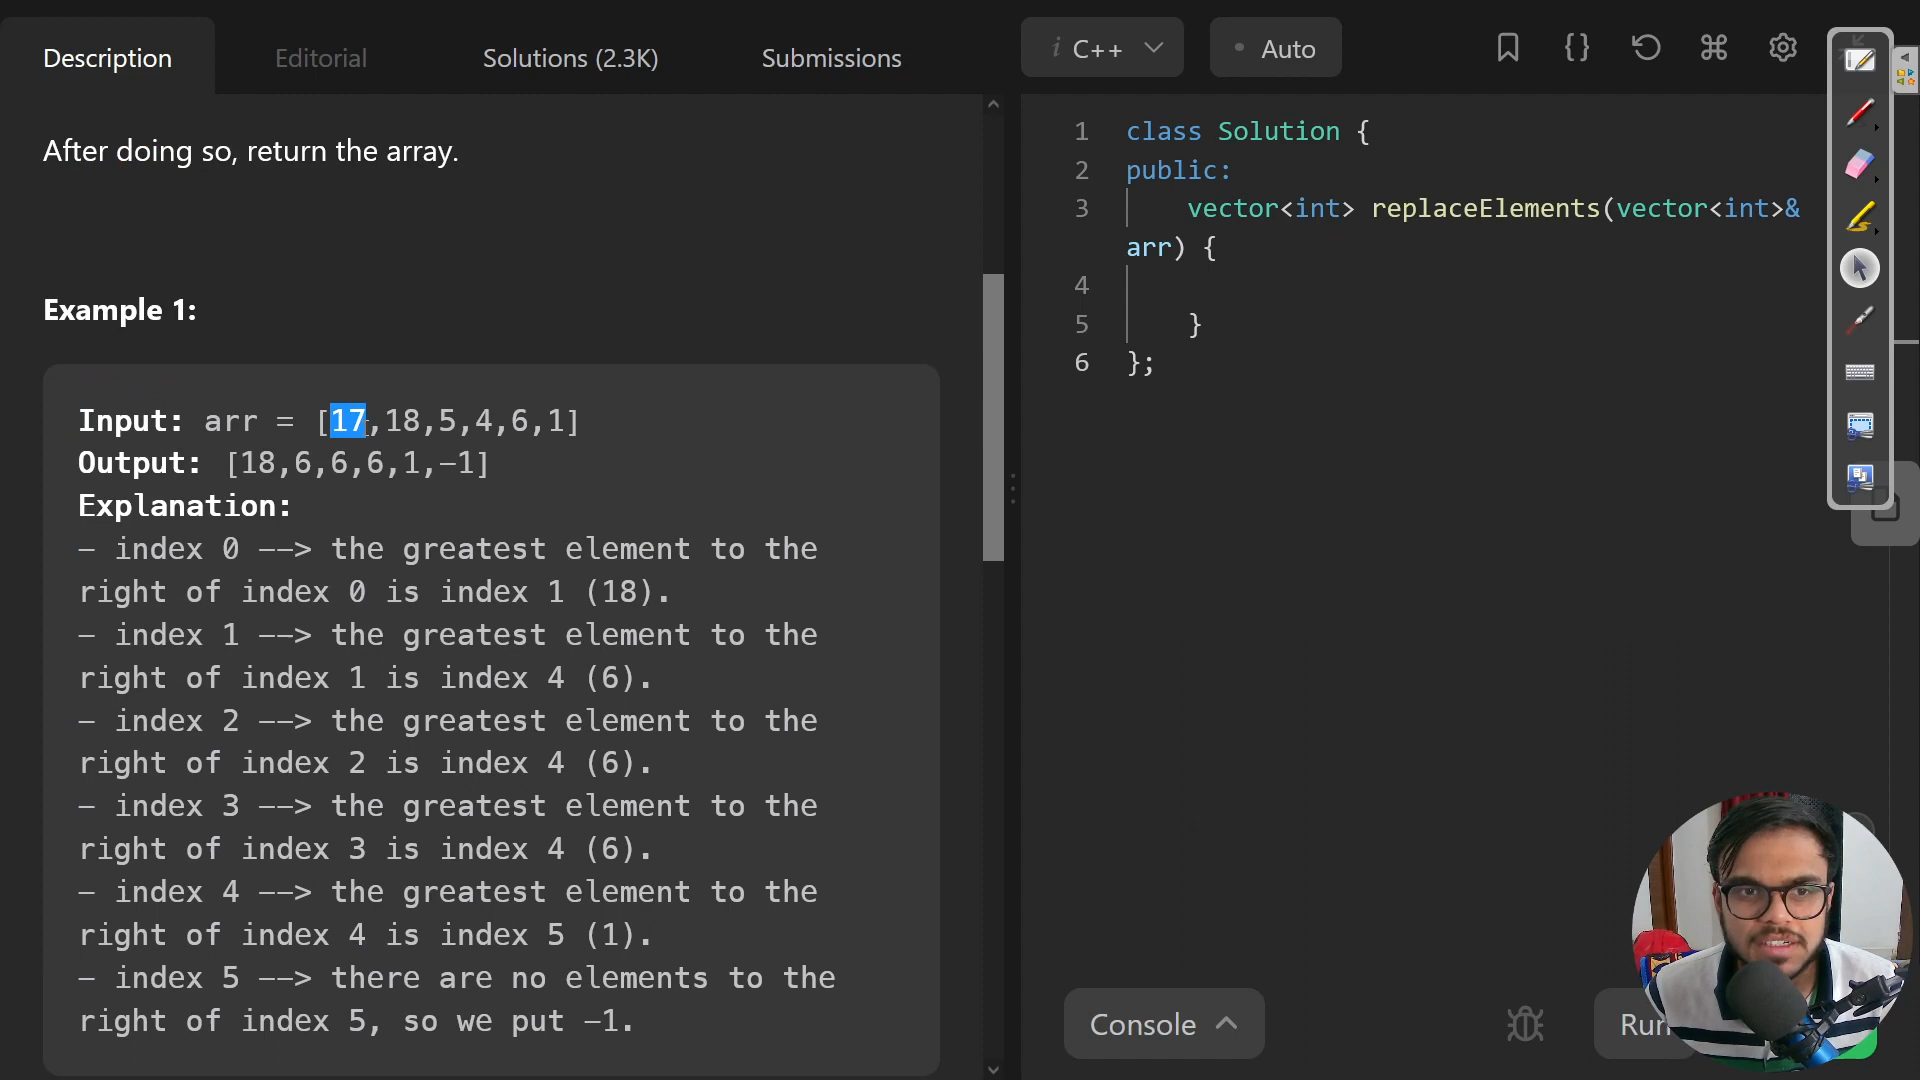 Description
Editorial
Solutions (2.3K)
Submissions
After doing so, return the array.
Example 1:
Input: arr = [17,18,5,4,6,1]
Output: [18,6,6,6,1,-1]
Explanation:
- index 0 --> the greatest element to the
right of index 0 is index 1 (18).
- index 1 --> the greatest element to the
right of index 1 is index 4 (6).
- index 2 --> the greatest element to the
right of index 2 is index 4 (6).
- index 3 --> the greatest element to the
right of index 3 is index 4 (6).
- index 4 --> the greatest element to the
right of index 4 is index 5 (1).
- index 5 --> there are no elements to the
right of index 5, so we put -1.
i C++
Auto
1 class Solution {
2 public:
3 vector<int> replaceElements(vector<int>&
arr) {
4
5 }
6 };
Console
Run